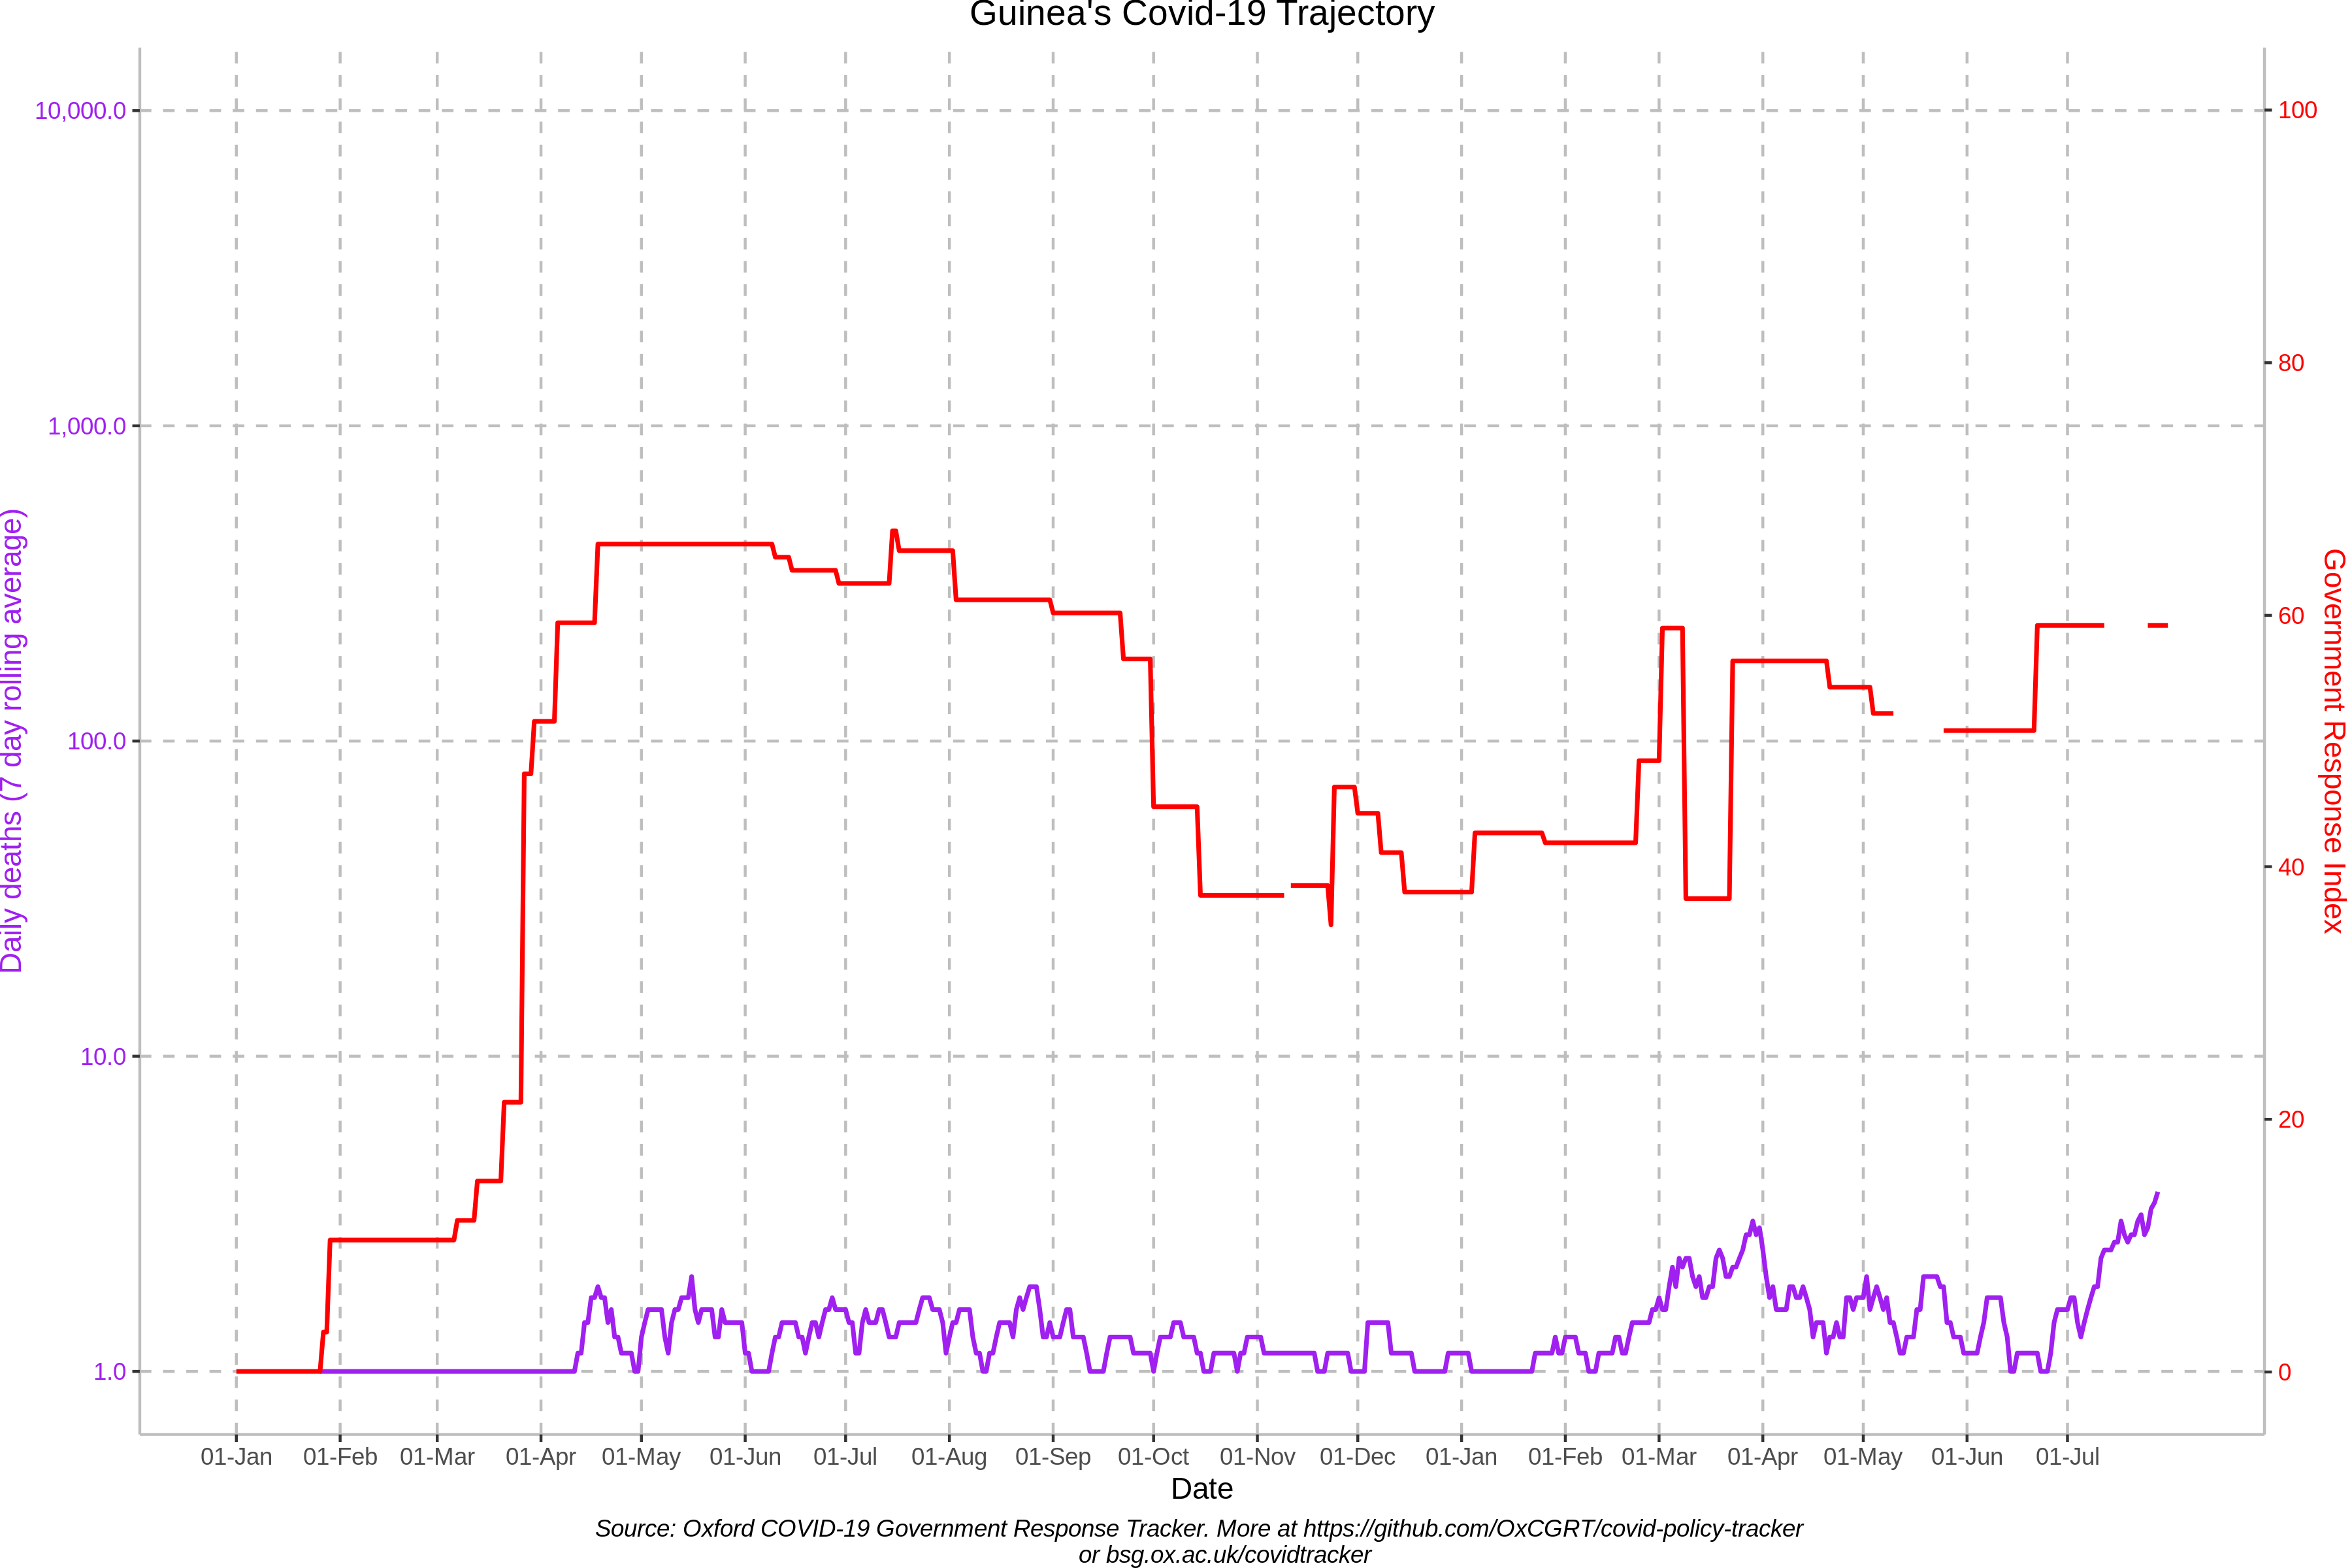 Guinea's Covid-19 Trajectory
10,000.0
1,000.0
100.0
10.0
1.0
Daily deaths (7 day rolling average)
100
80
60
40
20
0
Government Response Index
01-Jan 01-Feb 01-Mar 01-Apr 01-May 01-Jun 01-Jul 01-Aug 01-Sep 01-Oct 01-Nov 01-Dec 01-Jan 01-Feb 01-Mar 01-Apr 01-May 01-Jun 01-Jul
Date
Source: Oxford COVID-19 Government Response Tracker. More at https://github.com/OxCGRT/covid-policy-tracker
or bsg.ox.ac.uk/covidtracker